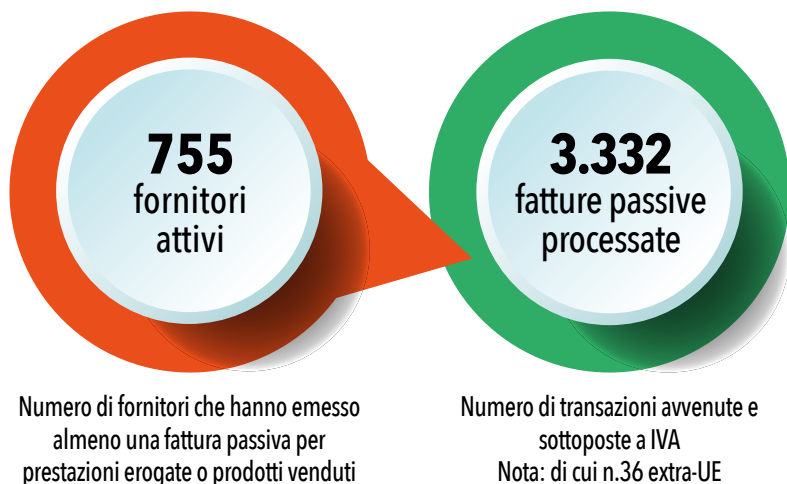 755
fornitori
attivi
3.332
fatture passive
processate
Numero di fornitori che hanno emesso
almeno una fattura passiva per
prestazioni erogate o prodotti venduti
Numero di transazioni avvenute e
sottoposte a IVA
Nota: di cui n.36 extra-UE